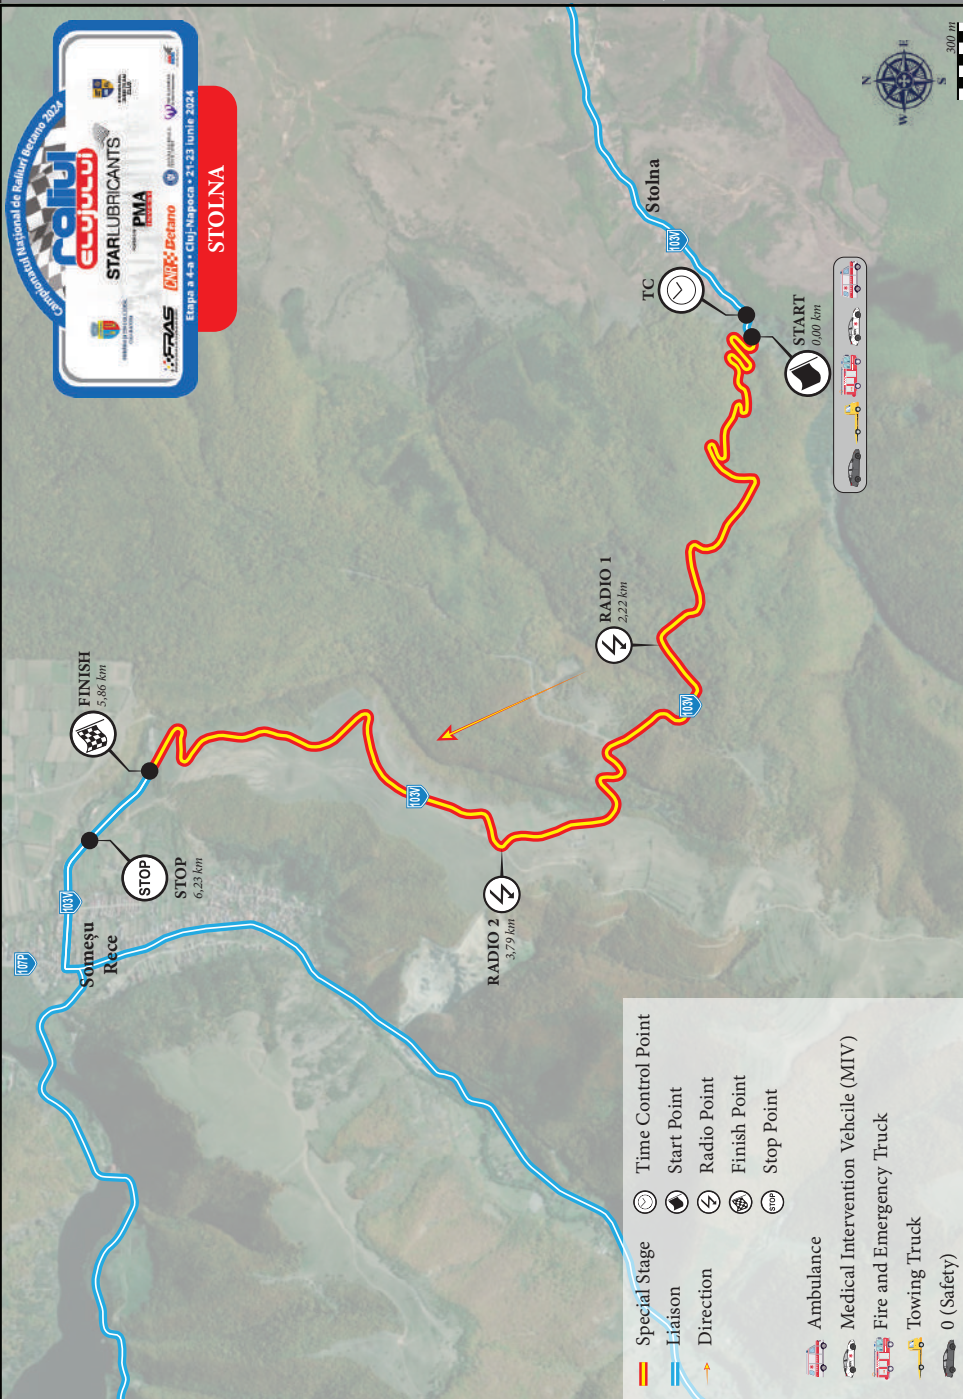 Campionatul Național de Raliuri Betano 2024
raliul
clujului
STARLUBRICANTS
PMA
INVEST
FRAS
CNR Betano
Etapa a 4-a • Cluj-Napoca • 21-23 iunie 2024
STOLNA
N
E
S
W
300 m
Stolna
103V
TC
START
0,00 km
RADIO 1
2,22 km
103V
103V
RADIO 2
3,79 km
FINISH
5,86 km
STOP
STOP
6,23 km
103V
107P
Someșu
Rece
Special Stage
Liaison
Direction
Time Control Point
Start Point
Radio Point
Finish Point
STOP
Stop Point
Ambulance
Medical Intervention Vehcile (MIV)
Fire and Emergency Truck
Towing Truck
0 (Safety)